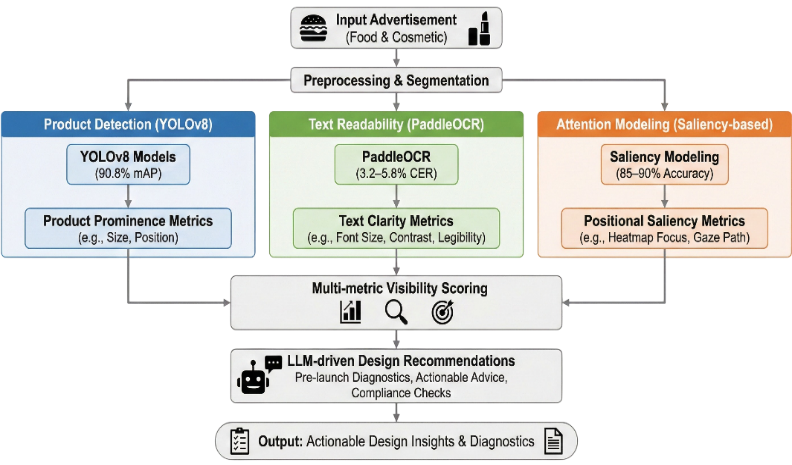 Input Advertisement
(Food & Cosmetic)
Preprocessing & Segmentation
Product Detection (YOLOv8)
YOLOv8 Models
(90.8% mAP)
Product Prominence Metrics
(e.g., Size, Position)
Text Readability (PaddleOCR)
PaddleOCR
(3.2–5.8% CER)
Text Clarity Metrics
(e.g., Font Size, Contrast, Legibility)
Attention Modeling (Saliency-based)
Saliency Modeling
(85–90% Accuracy)
Positional Saliency Metrics
(e.g., Heatmap Focus, Gaze Path)
Multi-metric Visibility Scoring
LLM-driven Design Recommendations
Pre-launch Diagnostics, Actionable Advice,
Compliance Checks
Output: Actionable Design Insights & Diagnostics